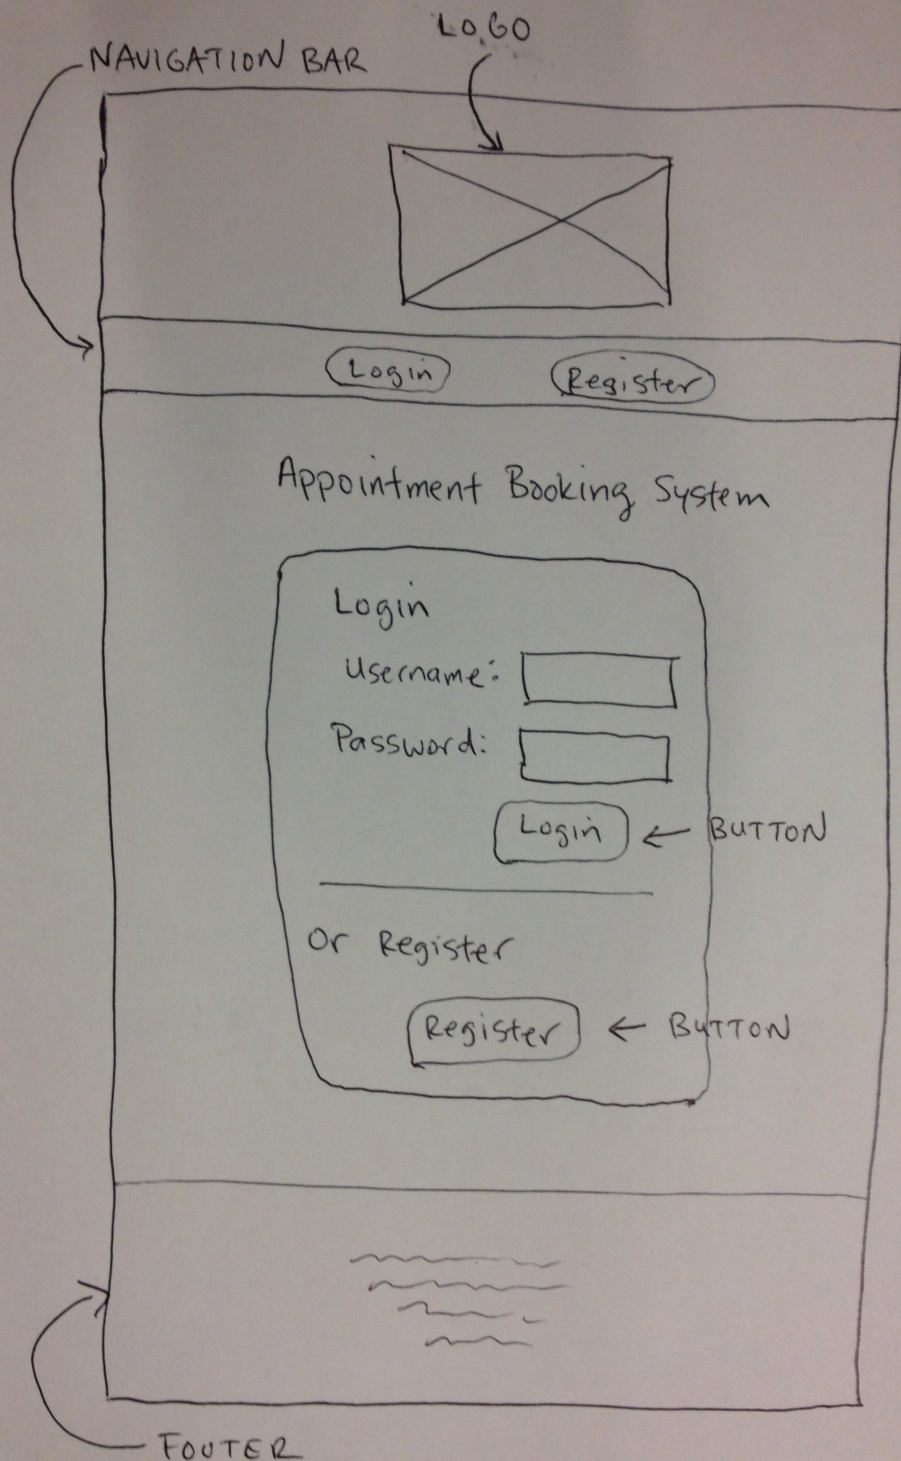 LOGO
NAVIGATION BAR
Login Register
Appointment Booking System
Login
Username:
Password:
Login ← BUTTON
Or Register
Register ← BUTTON
FOOTER